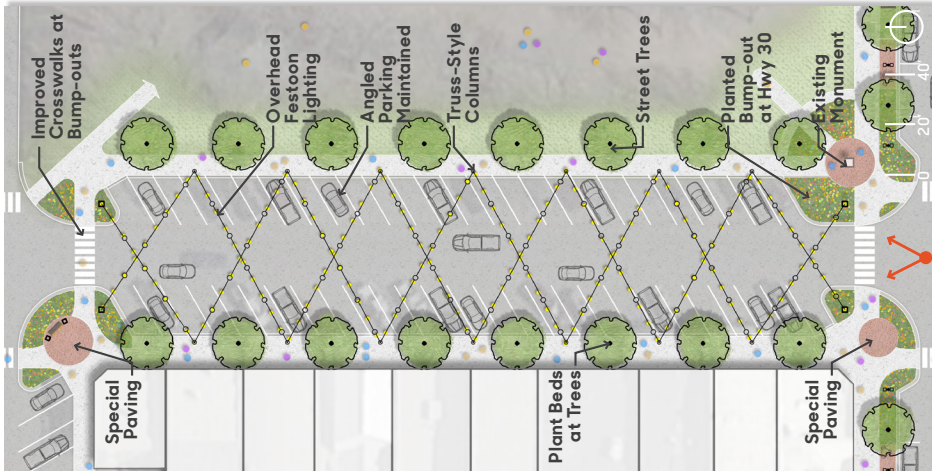 Improved
Crosswalks at
Bump-outs
Overhead
Festoon
Lighting
Angled
Parking
Maintained
Truss-Style
Columns
Street Trees
Planted
Bump-out
at Hwy 30
Existing
Monument
0
20'
40
Special
Paving
Plant Beds
at Trees
Special
Paving